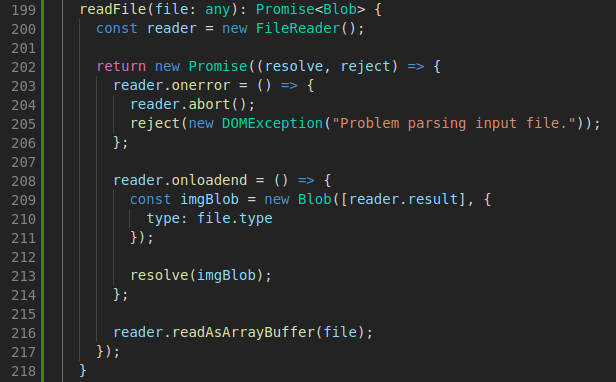 199 readFile(file: any): Promise<Blob> {
200 const reader = new FileReader();
201
202 return new Promise((resolve, reject) => {
203 reader.onerror = () => {
204 reader.abort();
205 reject(new DOMException("Problem parsing input file."));
206 };
207
208 reader.onloadend = () => {
209 const imgBlob = new Blob([reader.result], {
210 type: file.type
211 });
212
213 resolve(imgBlob);
214 };
215
216 reader.readAsArrayBuffer(file);
217 });
218 }